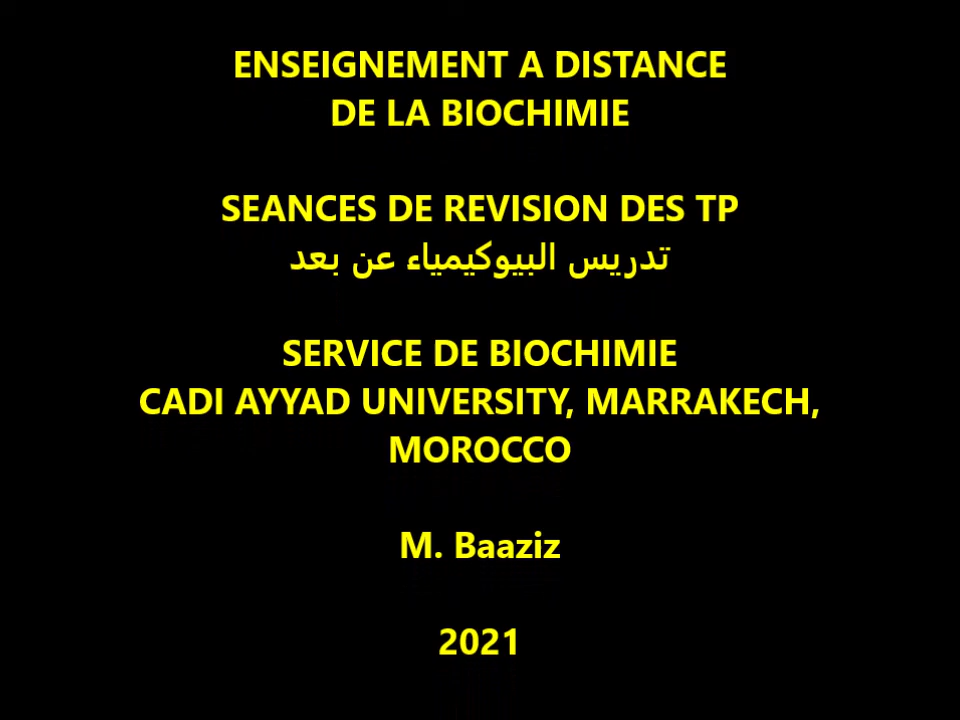 ENSEIGNEMENT A DISTANCE
DE LA BIOCHIMIE
SEANCES DE REVISION DES TP
تدريس البيوكيمياء عن بعد
SERVICE DE BIOCHIMIE
CADI AYYAD UNIVERSITY, MARRAKECH,
MOROCCO
M. Baaziz
2021